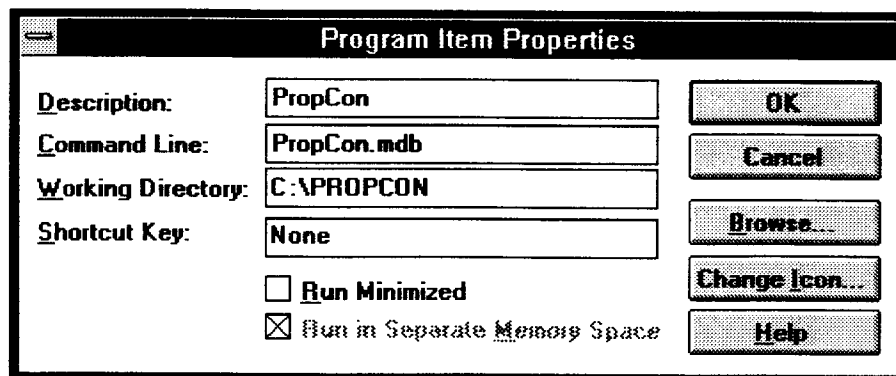 Program Item Properties
Description: PropCon OK
Command Line: PropCon.mdb Cancel
Working Directory: C:\PROPCON
Shortcut Key: None Browse...
Run Minimized Change Icon...
Run in Separate Memory Space Help